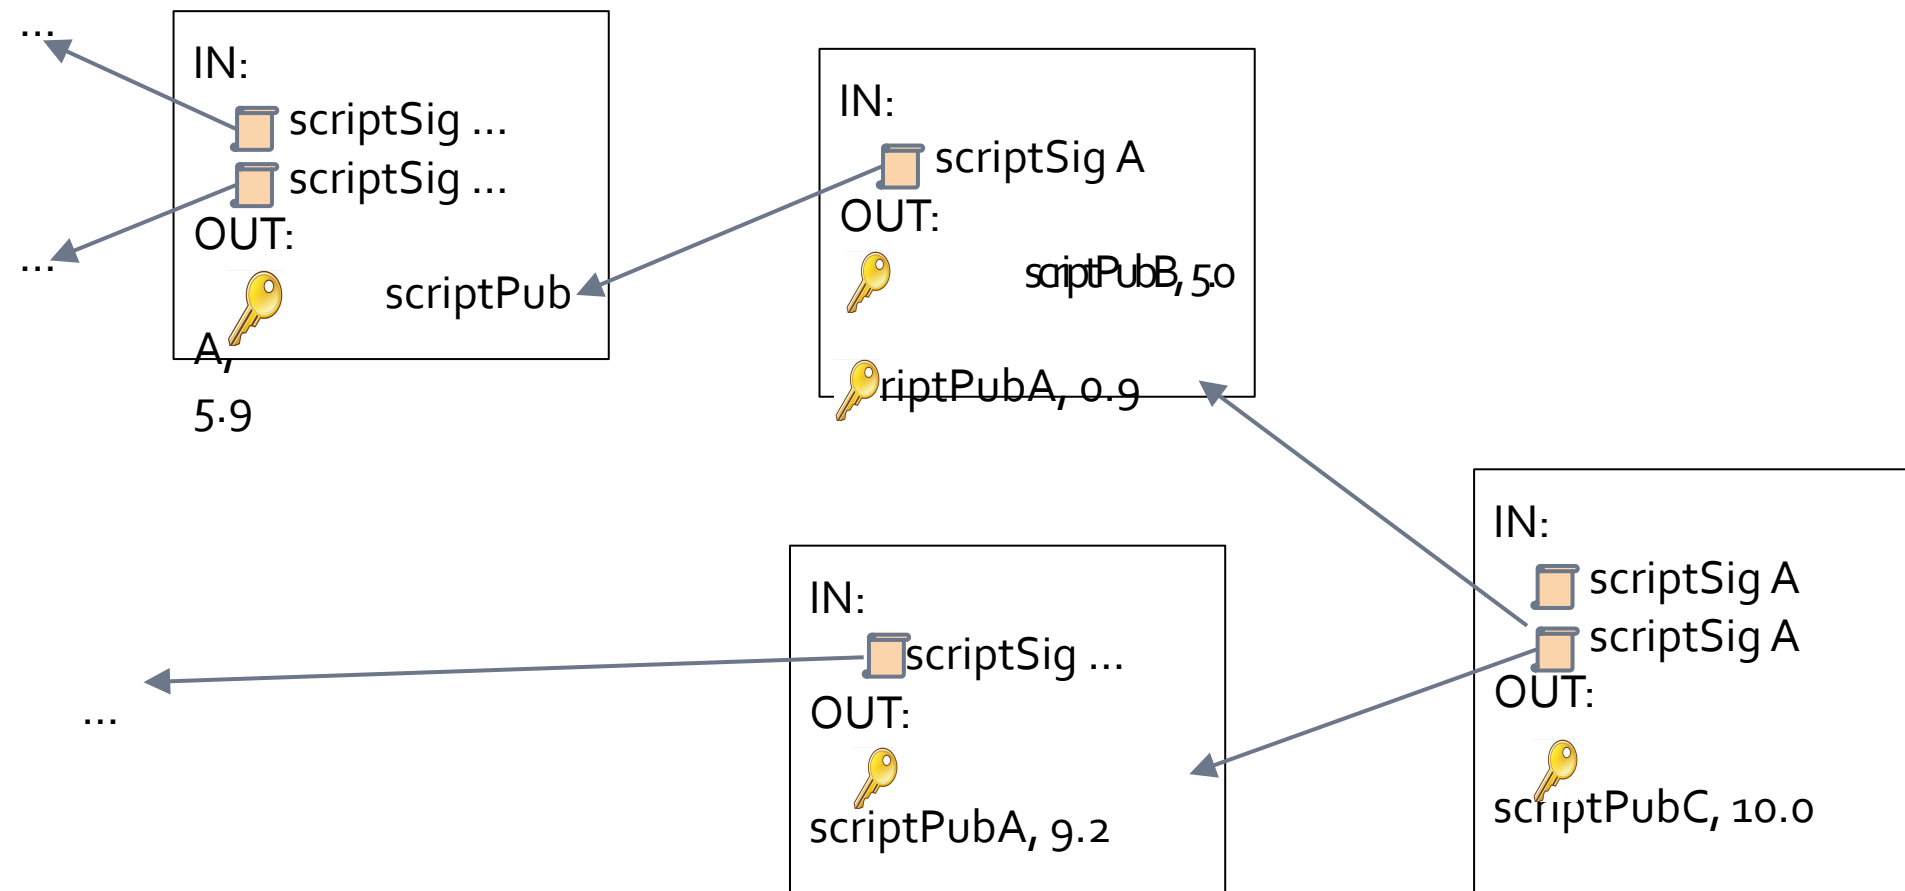 ...
IN:
scriptSig ...
scriptSig ...
OUT:
scriptPub
A,
5.9
...
IN:
scriptSig A
OUT:
scriptPubB, 5.0
riptPubA, 0.9
IN:
scriptSig ...
OUT:
scriptPubA, 9.2
...
IN:
scriptSig A
scriptSig A
OUT:
scriptPubC, 10.0